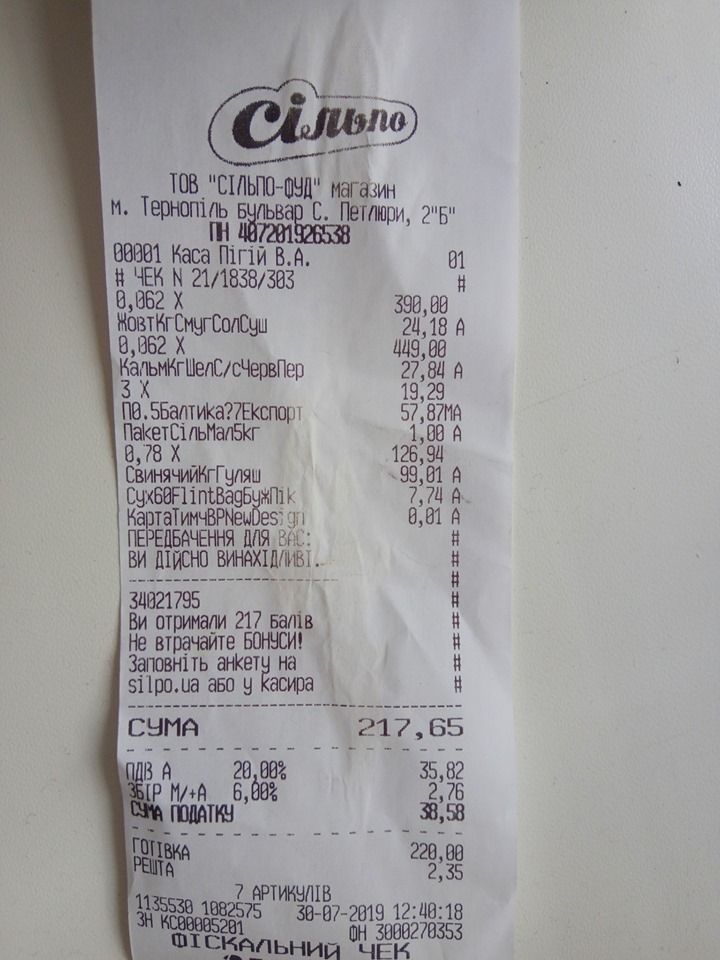 Сільпо
ТОВ "СІЛЬПО-ФУД" магазин
м. Тернопіль бульвар С. Петлюри, 2"Б"
ПН 407201926538
00001 Каса Пігій В.А. 01
# ЧЕК N 21/1838/303 #
0,062 X 390,00
ЖовтКгСмугСолСуш 24,18 А
0,062 X 449,00
КальмКгШелС/сЧервПер 27,84 А
3 X 19,29
П0.5Балтика?7Експорт 57,87МА
ПакетСільМал5кг 1,00 А
0,78 X 126,94
СвинячийКгГуляш 99,01 А
Сух60FlintBagБужПік 7,74 А
КартаТимчВРNewDesign 0,01 А
ПЕРЕДБАЧЕННЯ ДЛЯ ВАС: #
ВИ ДІЙСНО ВИНАХІДЛИВІ. #
#
34021795 #
Ви отримали 217 балів #
Не втрачайте БОНУСИ! #
Заповніть анкету на #
silpo.ua або у касира #
СУМА 217,65
ПДВ А 20,00% 35,82
ЗБІР М/+А 6,00% 2,76
СУМА ПОДАТКУ 38,58
ГОТІВКА 220,00
РЕШТА 2,35
7 АРТИКУЛІВ
1135530 1082575 30-07-2019 12:40:18
ЗН КС00005201 ФН 3000270353
ФІСКАЛЬНИЙ ЧЕК